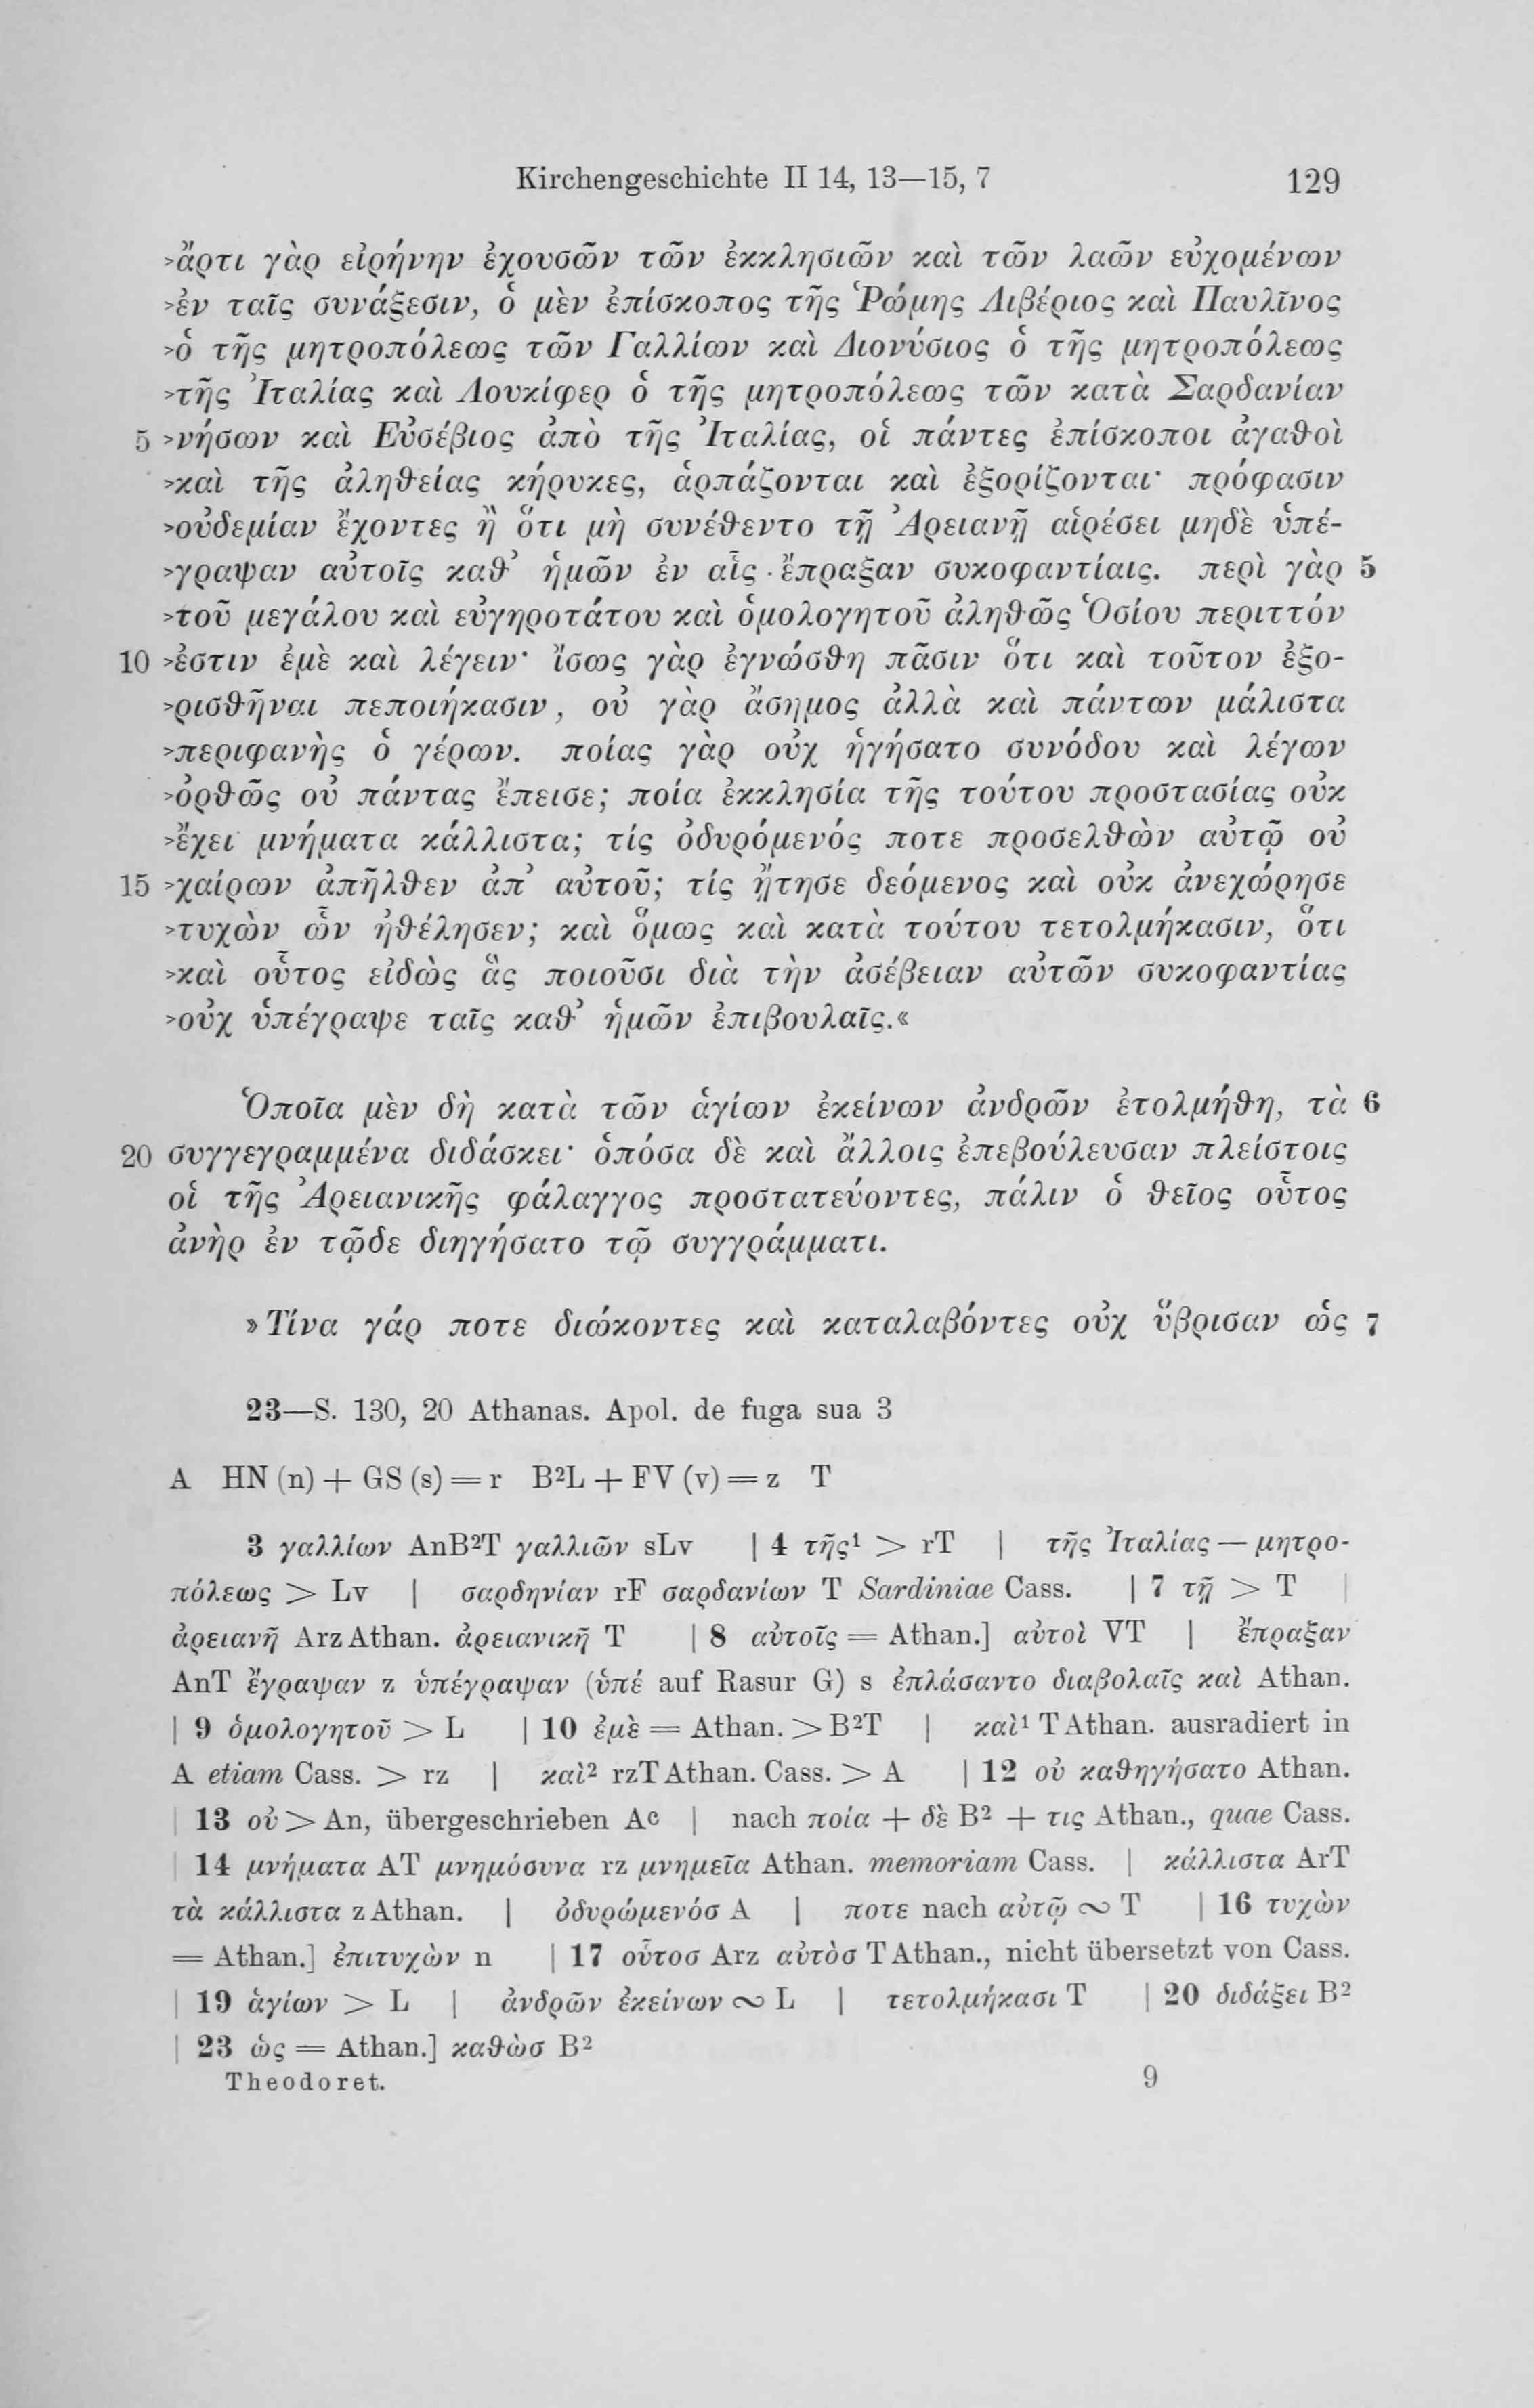 Kirchengeschichte II 14, 13—15, 7 129
>ἄρτι γὰρ εἰρήνην ἐχουσῶν τῶν ἐκκλησιῶν καὶ τῶν λαῶν εὐχομένων
>ἐν ταῖς συνάξεσιν, ὁ μὲν ἐπίσκοπος τῆς Ῥώμης Λιβέριος καὶ Παυλῖνος
>ὁ τῆς μητροπόλεως τῶν Γαλλίων καὶ Διονύσιος ὁ τῆς μητροπόλεως
>τῆς Ἰταλίας καὶ Λουκίφερ ὁ τῆς μητροπόλεως τῶν κατὰ Σαρδανίαν
5 >νήσων καὶ Εὐσέβιος ἀπὸ τῆς Ἰταλίας, οἱ πάντες ἐπίσκοποι ἀγαθοὶ
>καὶ τῆς ἀληθείας κήρυκες, ἁρπάζονται καὶ ἐξορίζονται· πρόφασιν
>οὐδεμίαν ἔχοντες ἢ ὅτι μὴ συνέθεντο τῇ Ἀρειανῇ αἱρέσει μηδὲ ὑπέ-
>γραψαν αὐτοῖς καθ’ ἡμῶν ἐν αἷς ἔπραξαν συκοφαντίαις. περὶ γὰρ 5
>τοῦ μεγάλου καὶ εὐγηροτάτου καὶ ὁμολογητοῦ ἀληθῶς Ὁσίου περιττόν
10 >ἐστιν ἐμὲ καὶ λέγειν· ἴσως γὰρ ἐγνώσθη πᾶσιν ὅτι καὶ τοῦτον ἐξο-
>ρισθῆναι πεποιήκασιν, οὐ γὰρ ἄσημος ἀλλὰ καὶ πάντων μάλιστα
>περιφανὴς ὁ γέρων. ποίας γὰρ οὐχ ἡγήσατο συνόδου καὶ λέγων
>ὀρθῶς οὐ πάντας ἔπεισε; ποία ἐκκλησία τῆς τούτου προστασίας οὐκ
>ἔχει μνήματα κάλλιστα; τίς ὀδυρόμενός ποτε προσελθὼν αὐτῷ οὐ
15 >χαίρων ἀπῆλθεν ἀπ’ αὐτοῦ; τίς ᾔτησε δεόμενος καὶ οὐκ ἀνεχώρησε
>τυχὼν ὧν ἠθέλησεν; καὶ ὅμως καὶ κατὰ τούτου τετολμήκασιν, ὅτι
>καὶ οὗτος εἰδὼς ἃς ποιοῦσι διὰ τὴν ἀσέβειαν αὐτῶν συκοφαντίας
>οὐχ ὑπέγραψε ταῖς καθ’ ἡμῶν ἐπιβουλαῖς.«
Ὁποῖα μὲν δὴ κατὰ τῶν ἁγίων ἐκείνων ἀνδρῶν ἐτολμήθη, τὰ 6
20 συγγεγραμμένα διδάσκει· ὁπόσα δὲ καὶ ἄλλοις ἐπεβούλευσαν πλείστοις
οἱ τῆς Ἀρειανικῆς φάλαγγος προστατεύοντες, πάλιν ὁ θεῖος οὗτος
ἀνὴρ ἐν τῷδε διηγήσατο τῷ συγγράμματι.
»Τίνα γάρ ποτε διώκοντες καὶ καταλαβόντες οὐχ ὕβρισαν ὡς 7
23—S. 130, 20 Athanas. Apol. de fuga sua 3
A HN (n) + GS (s) = r B²L + FV (v) = z T
3 γαλλίων AnB²T γαλλιῶν sLv | 4 τῆς¹ > rT | τῆς Ἰταλίας — μητρο-
πόλεως > Lv | σαρδηνίαν rF σαρδανίων T Sardiniae Cass. | 7 τῇ > T |
ἀρειανῇ ArzAthan. ἀρειανικῇ T | 8 αὐτοῖς = Athan.] αὐτοὶ VT | ἔπραξαν
AnT ἔγραψαν z ὑπέγραψαν (ὑπέ auf Rasur G) s ἐπλάσαντο διαβολαῖς καὶ Athan.
| 9 ὁμολογητοῦ > L | 10 ἐμὲ = Athan. > B²T | καὶ¹ TAthan. ausradiert in
A etiam Cass. > rz | καὶ² rzTAthan. Cass. > A | 12 οὐ καθηγήσατο Athan.
| 13 οὐ > An, übergeschrieben Aᶜ | nach ποία + δὲ B² + τις Athan., quae Cass.
| 14 μνήματα AT μνημόσυνα rz μνημεῖα Athan. memoriam Cass. | κάλλιστα ArT
τὰ κάλλιστα zAthan. | ὀδυρώμενόσ A | ποτε nach αὐτῷ ∾ T | 16 τυχὼν
= Athan.] ἐπιτυχὼν n | 17 οὗτοσ Arz αὐτὸσ TAthan., nicht übersetzt von Cass.
| 19 ἁγίων > L | ἀνδρῶν ἐκείνων ∾ L | τετολμήκασι T | 20 διδάξει B²
| 23 ὡς = Athan.] καθὼσ B²
Theodoret. 9